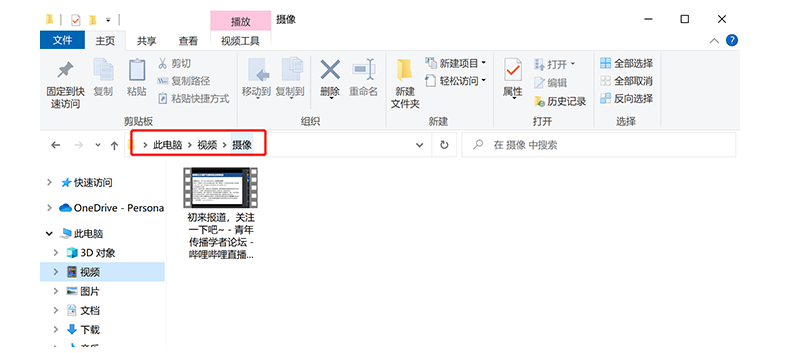 播放
摄像
文件
主页
共享
查看
视频工具
固定到快
速访问
复制
粘贴
剪切
复制路径
粘贴快捷方式
剪贴板
移动到
复制到
删除
重命名
组织
新建
文件夹
新建项目
轻松访问
新建
属性
打开
编辑
历史记录
打开
全部选择
全部取消
反向选择
选择
此电脑 > 视频 > 摄像
在 摄像 中搜索
快速访问
OneDrive - Persona
此电脑
3D 对象
视频
图片
文档
下载
初来报道，关注
一下吧~ - 青年
传播学者论坛 -
哔哩哔哩直播...